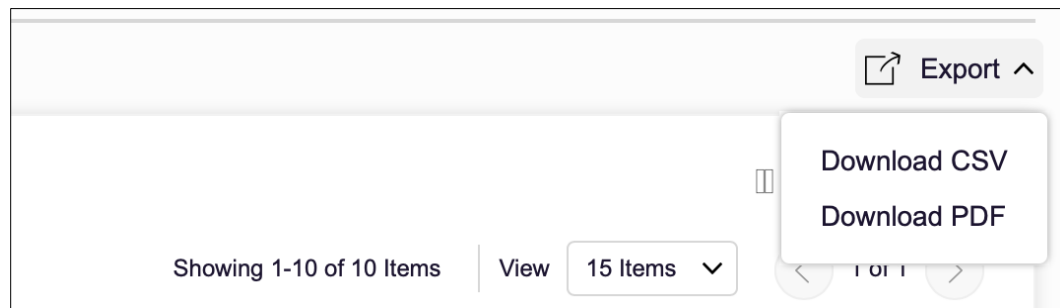 Export
Download CSV
Download PDF
Showing 1-10 of 10 Items View 15 Items 1 of 1